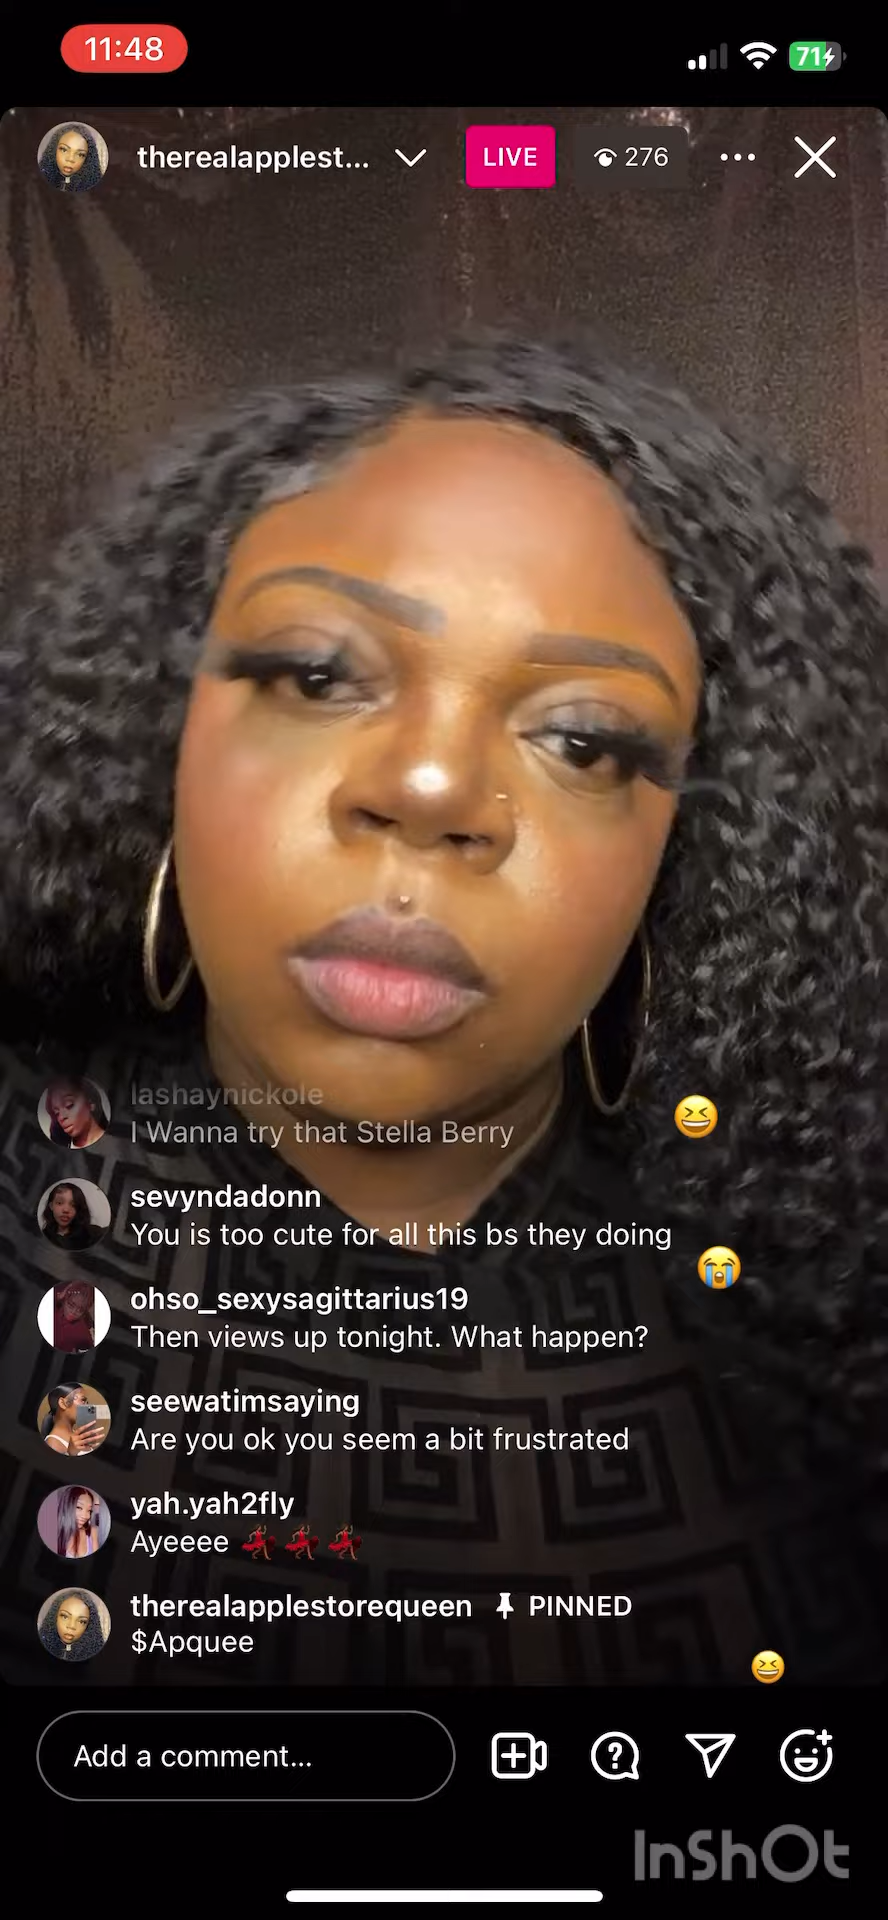 11:48
71
therealapplest...
LIVE
276
lashaynickole
I Wanna try that Stella Berry
sevyndadonn
You is too cute for all this bs they doing
ohso_sexysagittarius19
Then views up tonight. What happen?
seewatimsaying
Are you ok you seem a bit frustrated
yah.yah2fly
Ayeeee 💃💃💃
therealapplestorequeen PINNED
$Apquee
Add a comment...
InShOt